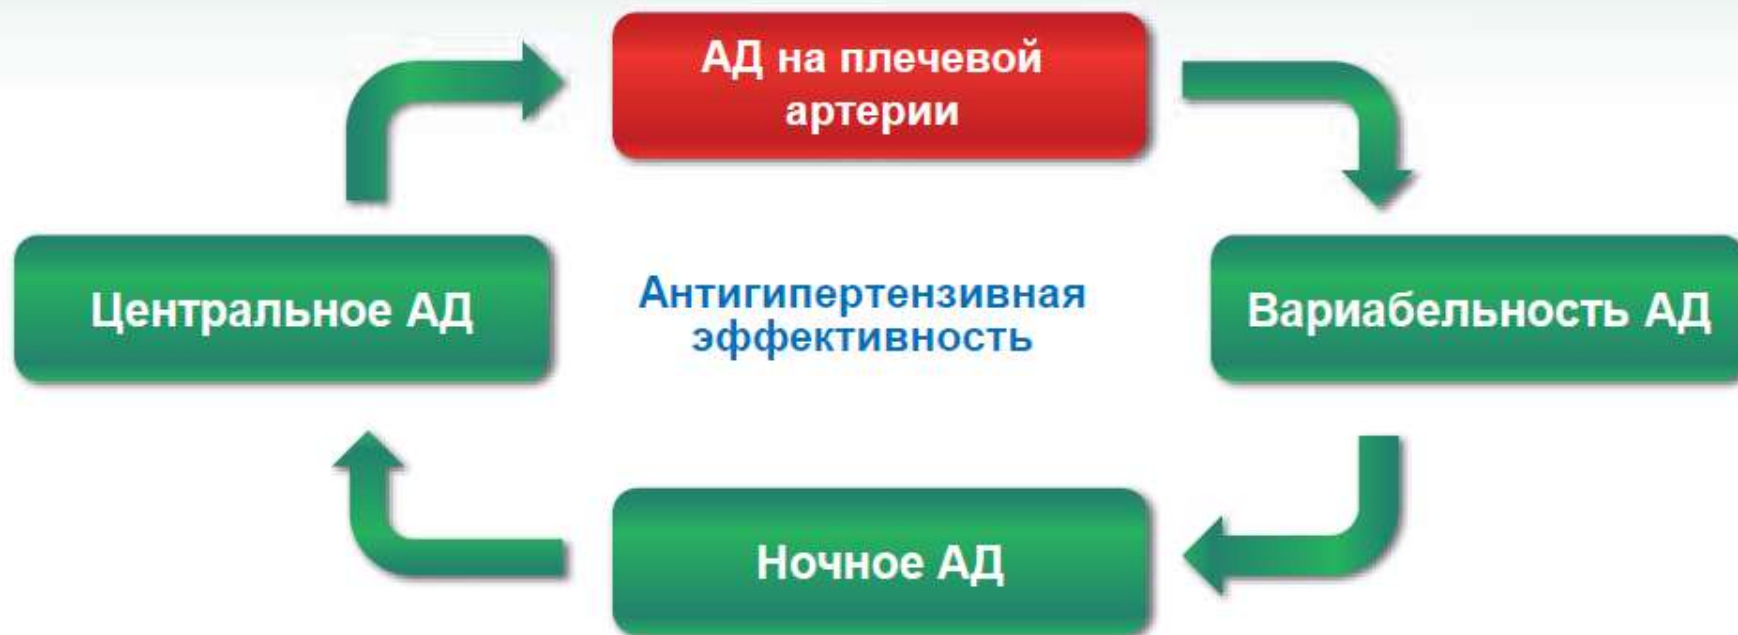 АД на плечевой
артерии
Центральное АД
Антигипертензивная
эффективность
Вариабельность АД
Ночное АД